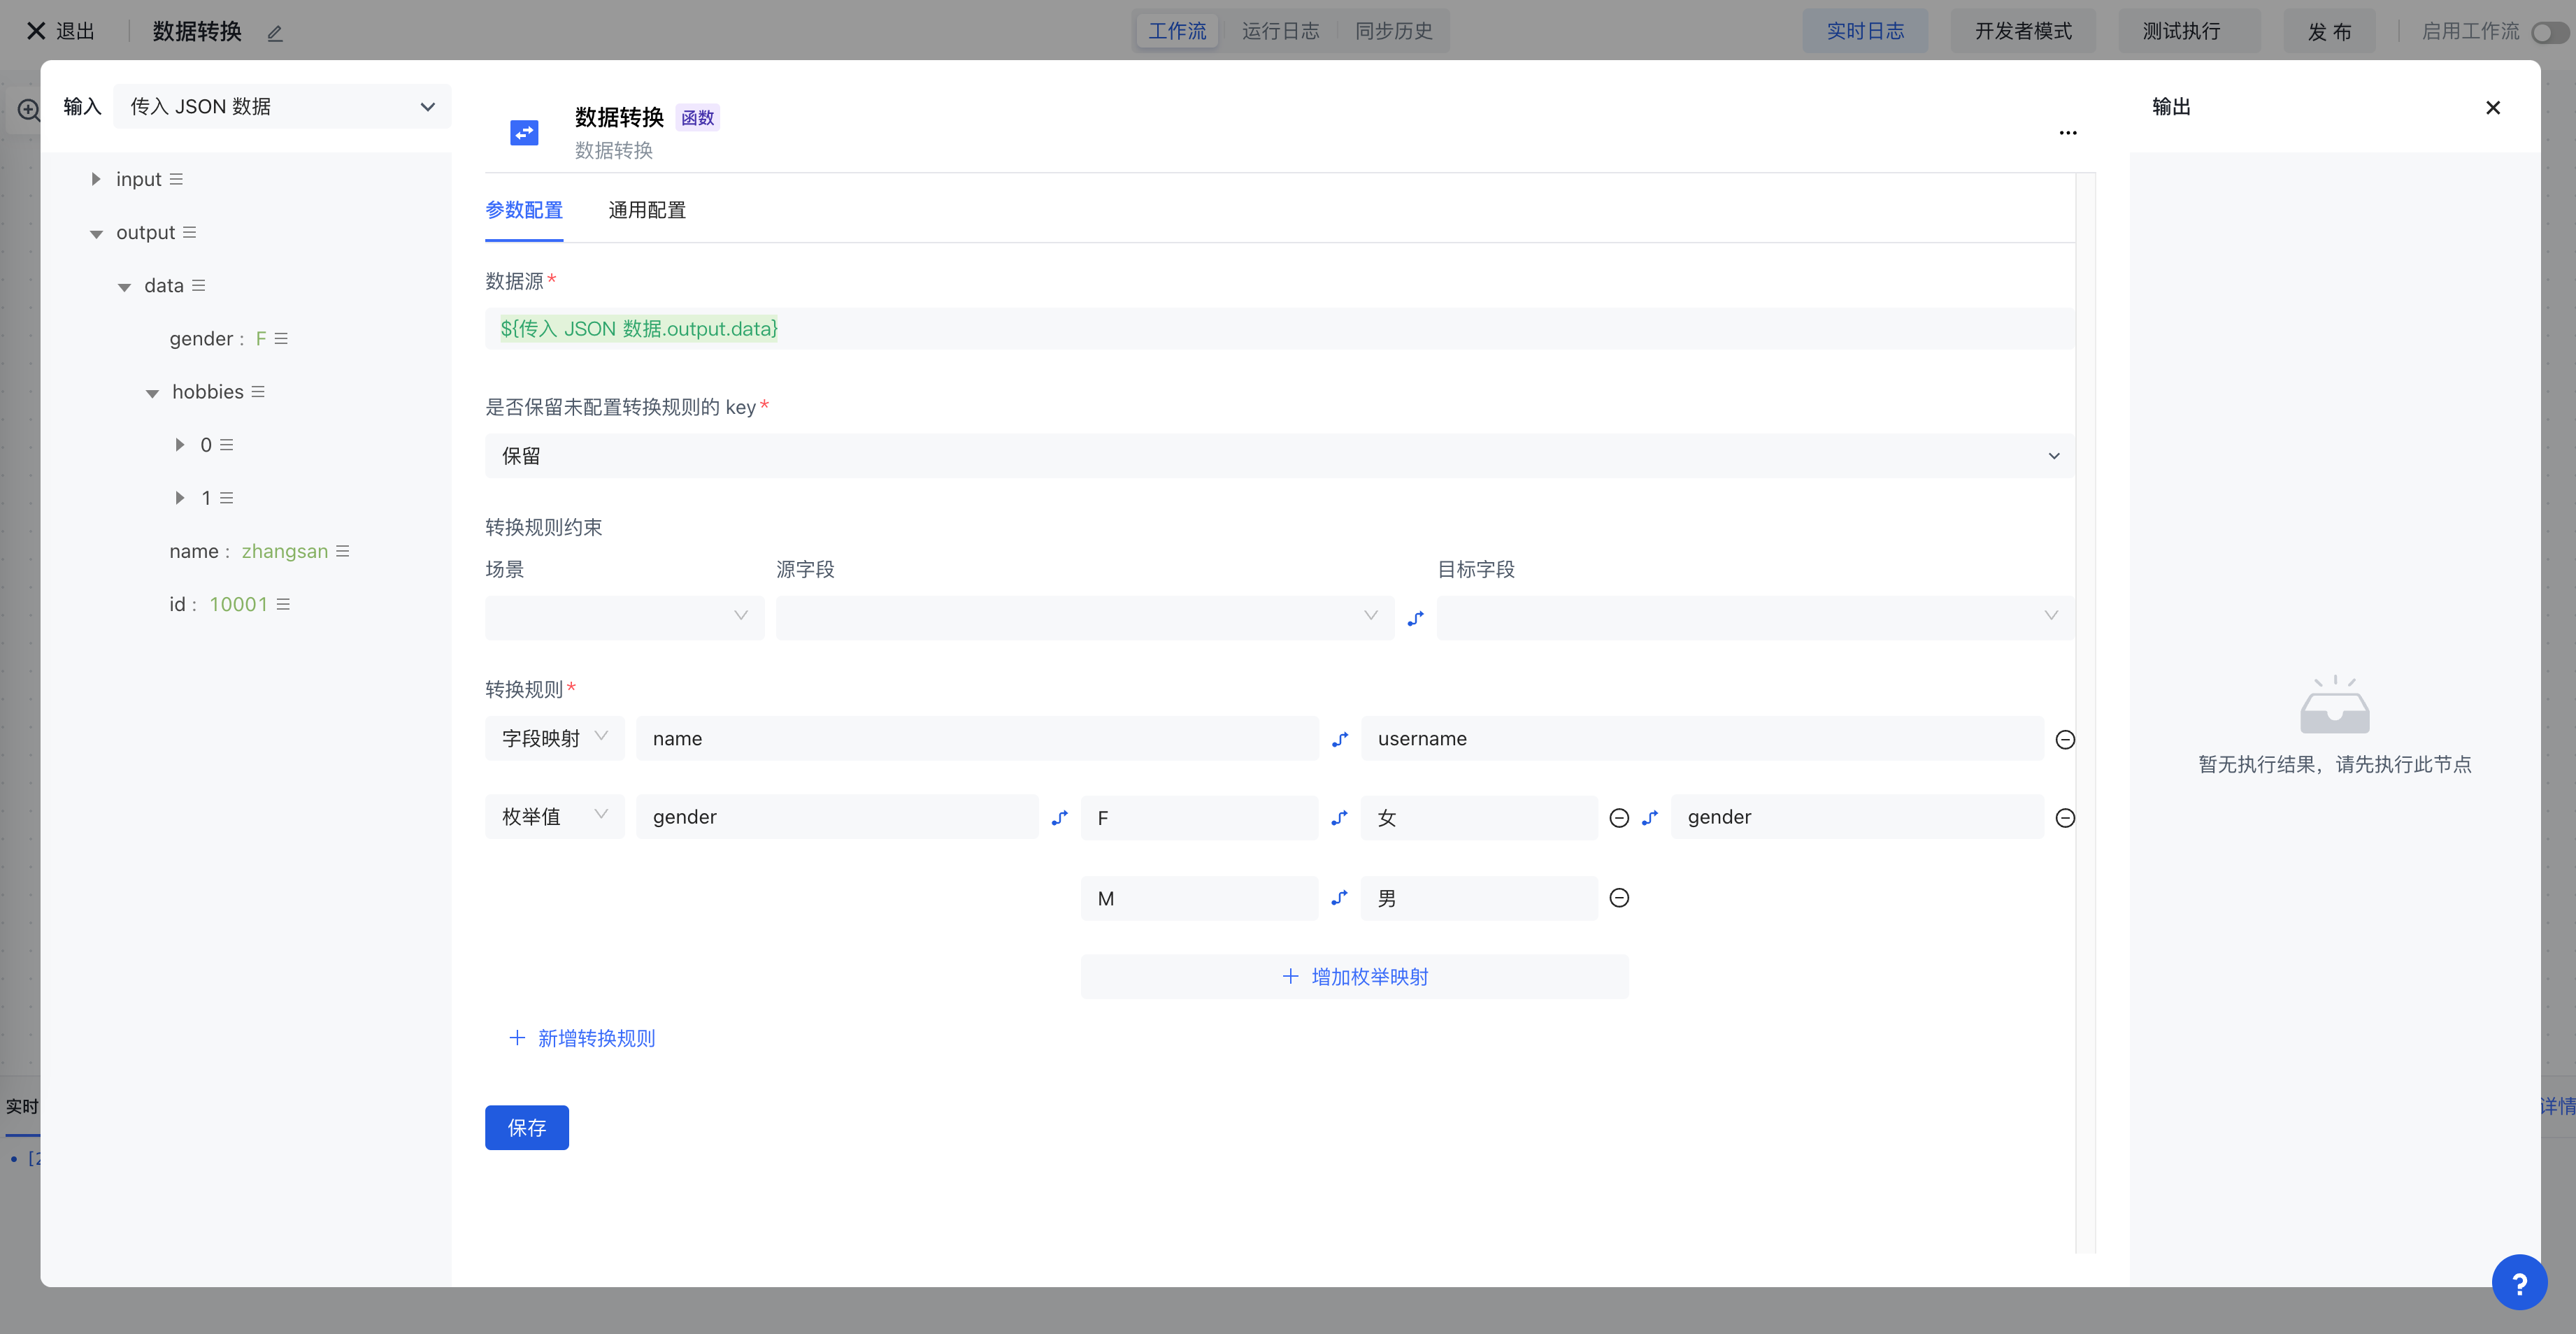 退出
数据转换
工作流
运行日志
同步历史
实时日志
开发者模式
测试执行
发布
启用工作流
输入
传入 JSON 数据
input
output
data
gender : F
hobbies
0
1
name : zhangsan
id : 10001
数据转换 函数
数据转换
参数配置
通用配置
数据源*
${传入 JSON 数据.output.data}
是否保留未配置转换规则的 key*
保留
转换规则约束
场景
源字段
目标字段
转换规则*
字段映射
name
username
枚举值
gender
F
女
gender
M
男
+ 增加枚举映射
+ 新增转换规则
保存
输出
暂无执行结果，请先执行此节点
实时
详情